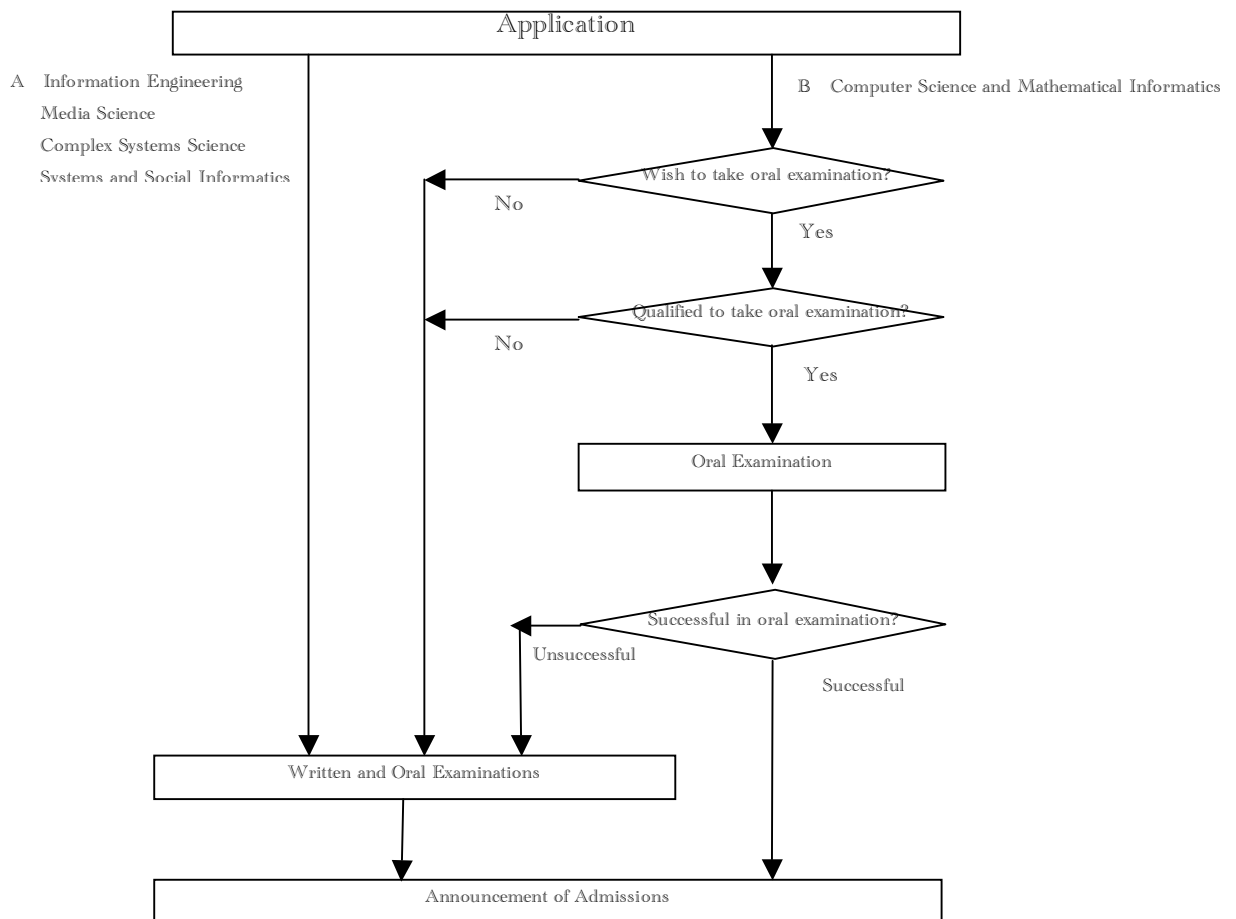 Application
A Information Engineering
Media Science
Complex Systems Science
Systems and Social Informatics
B Computer Science and Mathematical Informatics
Wish to take oral examination?
No
Yes
Qualified to take oral examination?
No
Yes
Oral Examination
Successful in oral examination?
Unsuccessful
Successful
Written and Oral Examinations
Announcement of Admissions